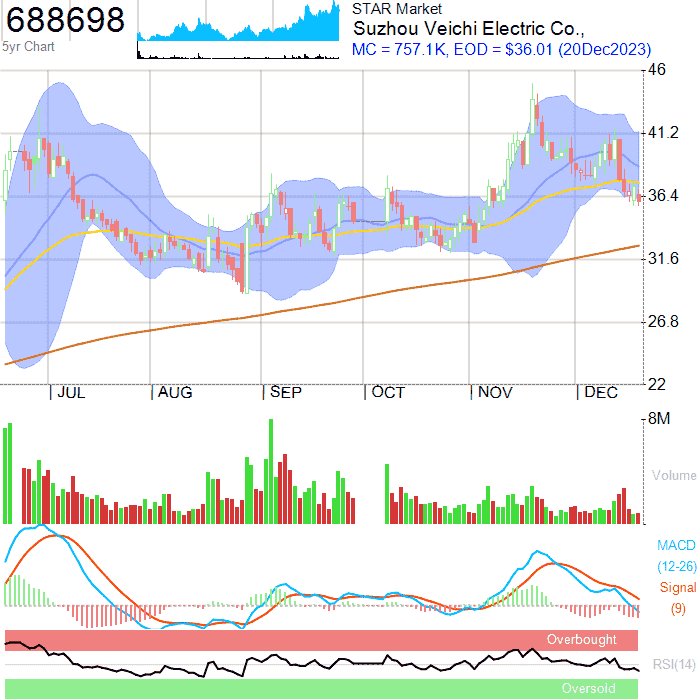 688698
5yr Chart
STAR Market
Suzhou Veichi Electric Co.,
MC = 757.1K, EOD = $36.01 (20Dec2023)
46
41.2
36.4
31.6
26.8
22
| JUL | AUG | SEP | OCT | NOV | DEC
8M
Volume
MACD
(12-26)
Signal
(9)
Overbought
RSI(14)
Oversold